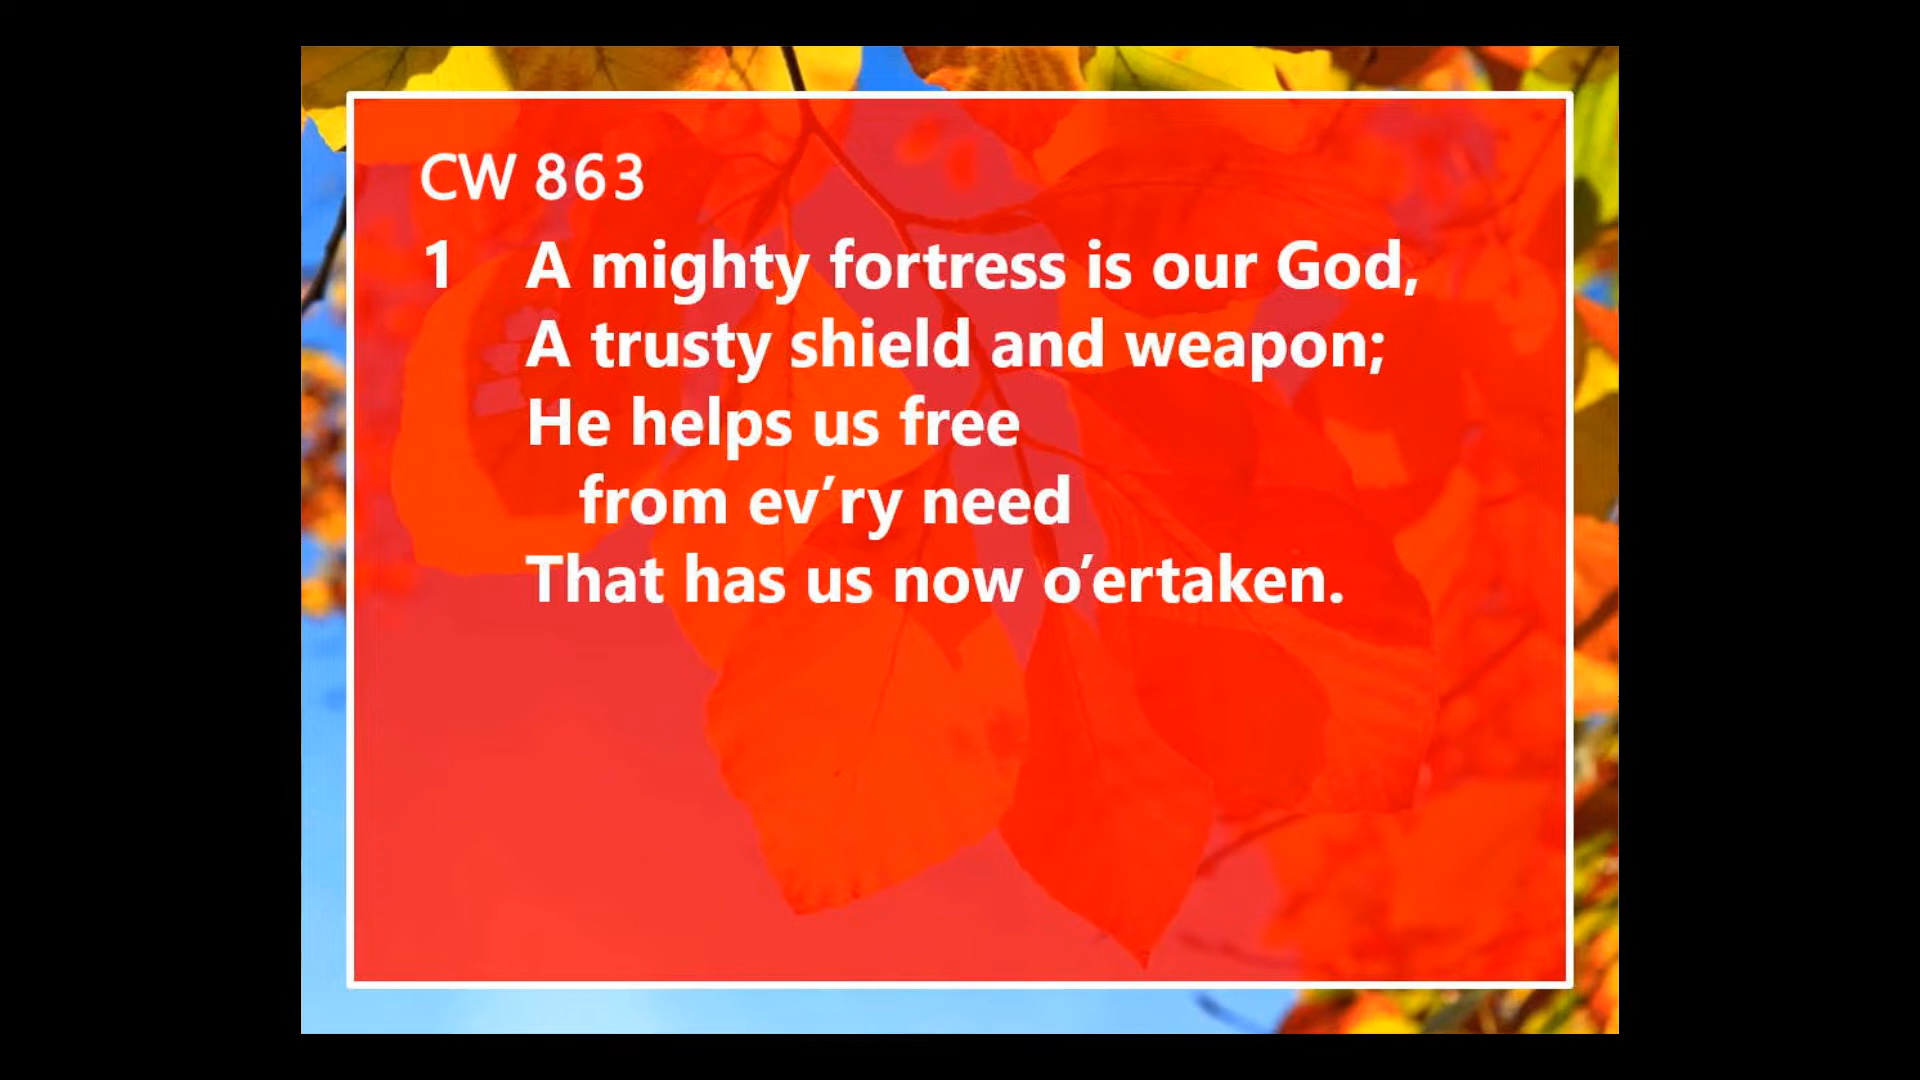 CW 863
1 A mighty fortress is our God,
A trusty shield and weapon;
He helps us free
from ev’ry need
That has us now o’ertaken.